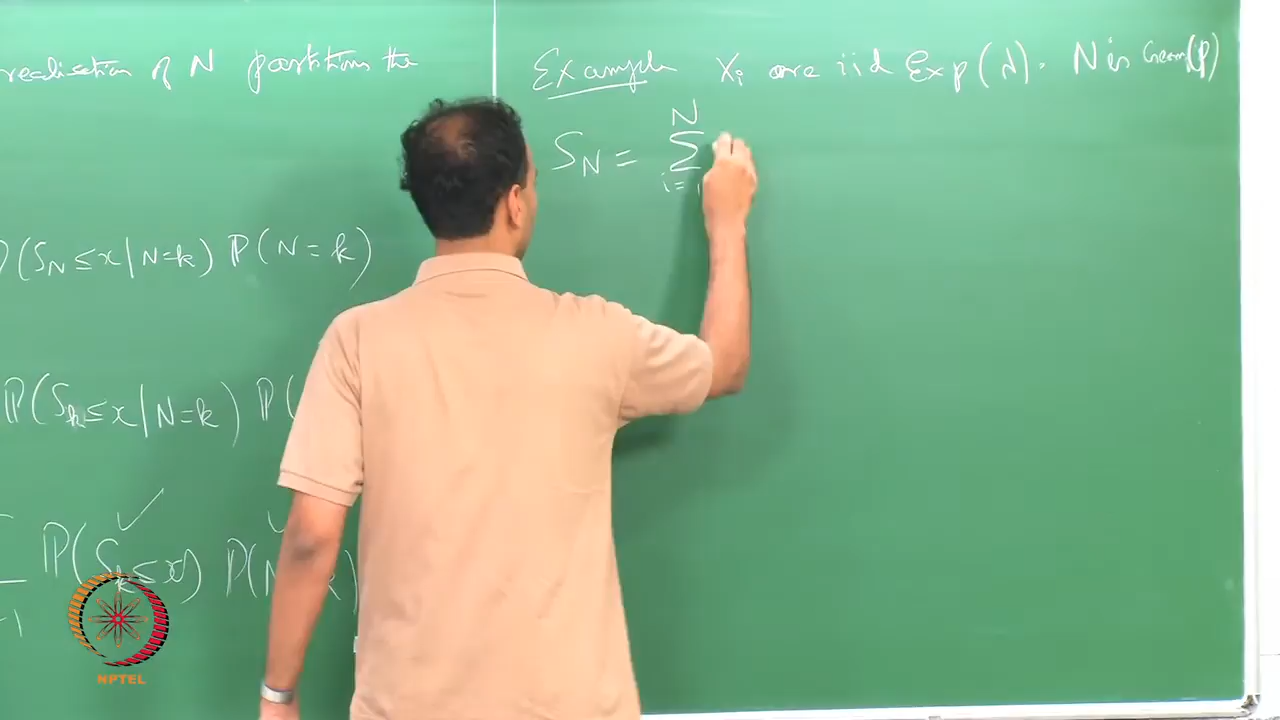 realisation of N partitions the
P(S_N ≤ x | N=k) P(N = k)
P(S_k ≤ x | N=k) P(
P(S_k ≤ x) P(N k)
Example X_i are iid Exp(λ). N is Geom(p)
S_N = Σ_{i=1}^{N}
NPTEL